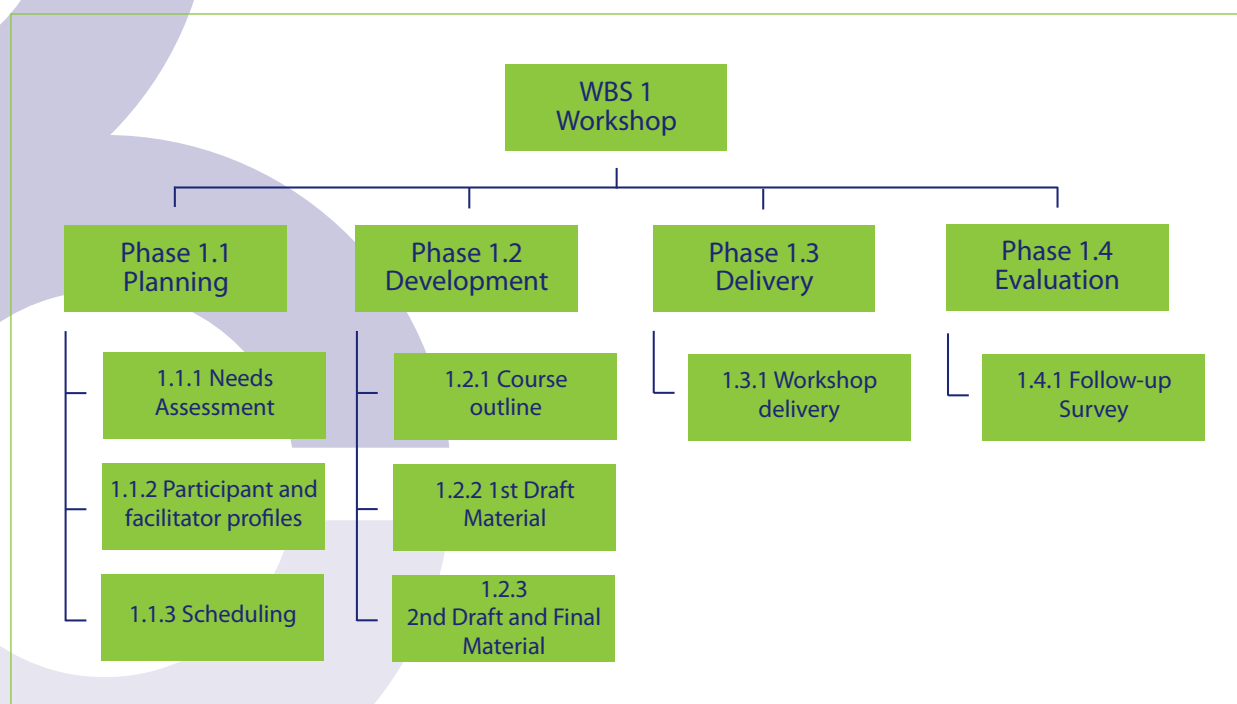 WBS 1
Workshop
Phase 1.1
Planning
Phase 1.2
Development
Phase 1.3
Delivery
Phase 1.4
Evaluation
1.1.1 Needs
Assessment
1.2.1 Course
outline
1.3.1 Workshop
delivery
1.4.1 Follow-up
Survey
1.1.2 Participant and
facilitator profiles
1.2.2 1st Draft
Material
1.1.3 Scheduling
1.2.3
2nd Draft and Final
Material